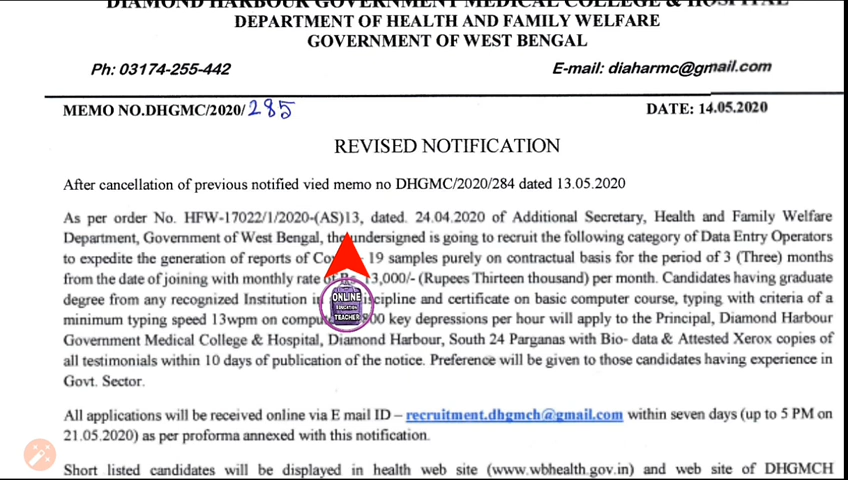 DIAMOND HARBOUR GOVERNMENT MEDICAL COLLEGE & HOSPITAL
DEPARTMENT OF HEALTH AND FAMILY WELFARE
GOVERNMENT OF WEST BENGAL
Ph: 03174-255-442 E-mail: diaharmc@gmail.com
MEMO NO.DHGMC/2020/285 DATE: 14.05.2020
REVISED NOTIFICATION
After cancellation of previous notified vied memo no DHGMC/2020/284 dated 13.05.2020
As per order No. HFW-17022/1/2020-(AS)13, dated. 24.04.2020 of Additional Secretary, Health and Family Welfare
Department, Government of West Bengal, the undersigned is going to recruit the following category of Data Entry Operators
to expedite the generation of reports of 19 samples purely on contractual basis for the period of 3 (Three) months
from the date of joining with monthly rate of Rs. 13,000/- (Rupees Thirteen thousand) per month. Candidates having graduate
degree from any recognized Institution in discipline and certificate on basic computer course, typing with criteria of a
minimum typing speed 13wpm on key depressions per hour will apply to the Principal, Diamond Harbour
Government Medical College & Hospital, Diamond Harbour, South 24 Parganas with Bio- data & Attested Xerox copies of
all testimonials within 10 days of publication of the notice. Preference will be given to those candidates having experience in
Govt. Sector.
ONLINE
EDUCATION
TEACHER
All applications will be received online via E mail ID – recruitment.dhgmch@gmail.com within seven days (up to 5 PM on
21.05.2020) as per proforma annexed with this notification.
Short listed candidates will be displayed in health web site (www.wbhealth.gov.in) and web site of DHGMCH